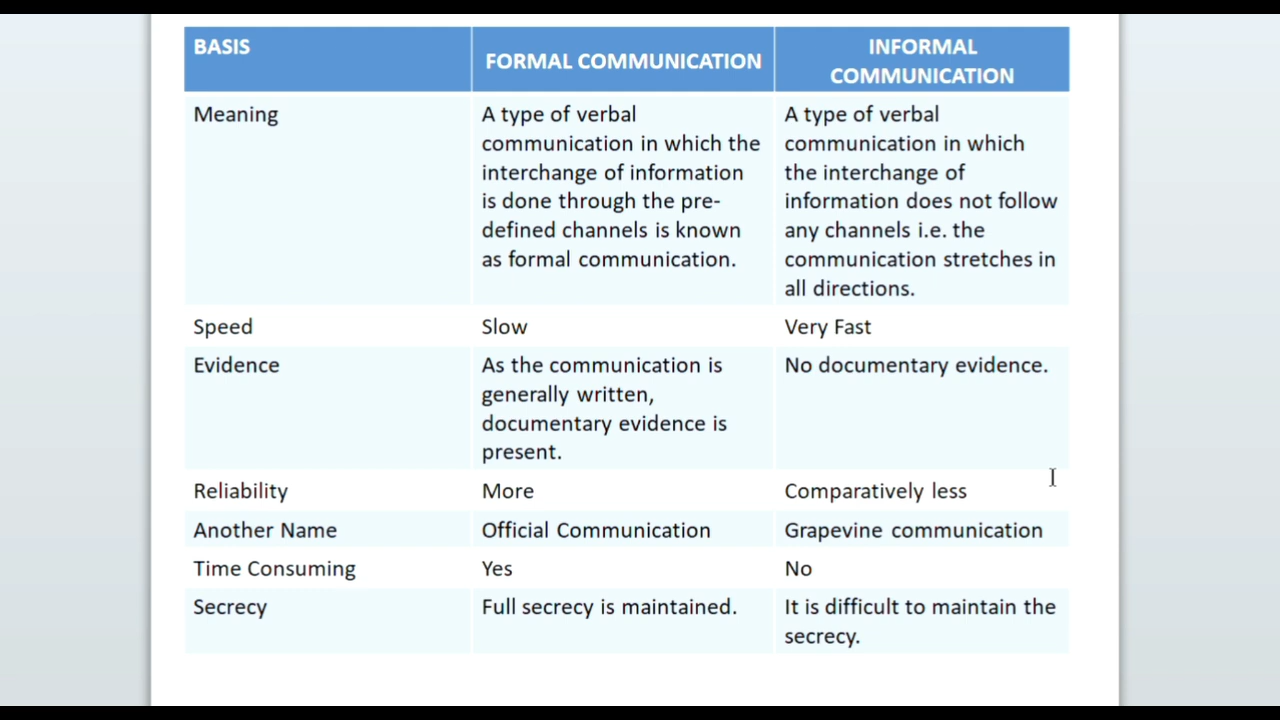 BASIS
FORMAL COMMUNICATION
INFORMAL
COMMUNICATION
Meaning
A type of verbal
communication in which the
interchange of information
is done through the pre-
defined channels is known
as formal communication.
A type of verbal
communication in which
the interchange of
information does not follow
any channels i.e. the
communication stretches in
all directions.
Speed
Slow
Very Fast
Evidence
As the communication is
generally written,
documentary evidence is
present.
No documentary evidence.
Reliability
More
Comparatively less
Another Name
Official Communication
Grapevine communication
Time Consuming
Yes
No
Secrecy
Full secrecy is maintained.
It is difficult to maintain the
secrecy.